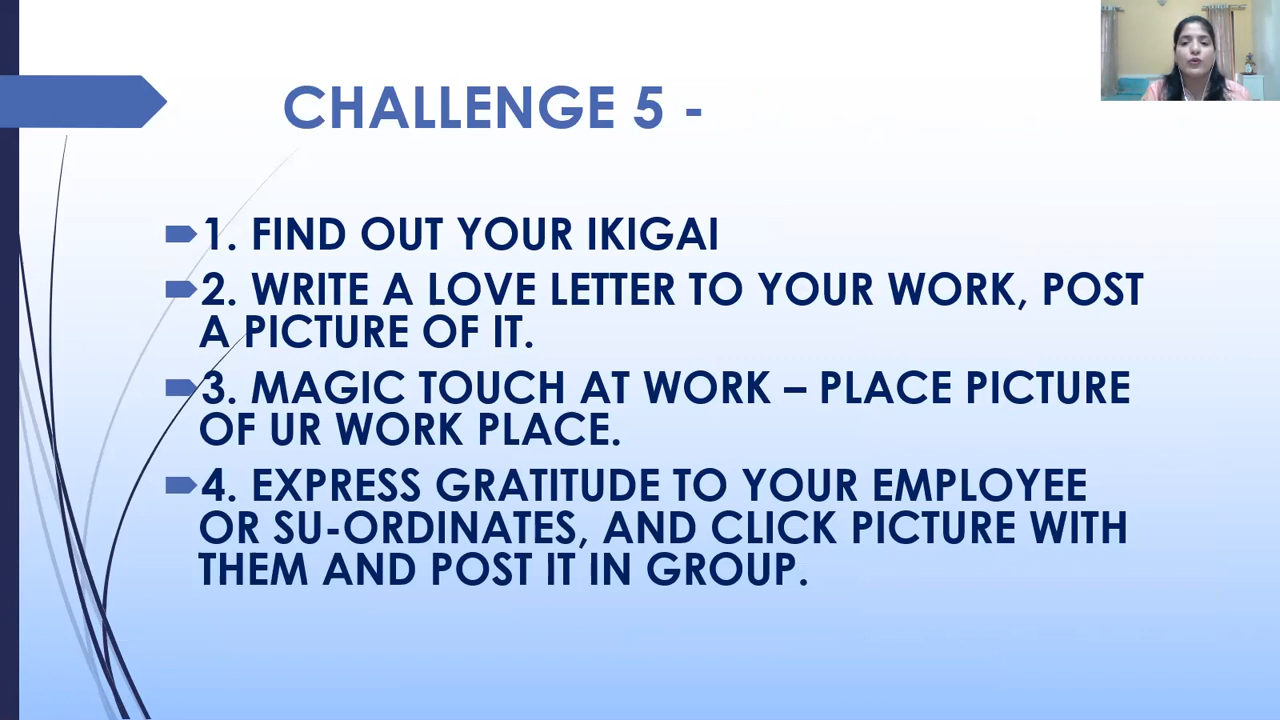 CHALLENGE 5 -
1. FIND OUT YOUR IKIGAI
2. WRITE A LOVE LETTER TO YOUR WORK, POST
A PICTURE OF IT.
3. MAGIC TOUCH AT WORK – PLACE PICTURE
OF UR WORK PLACE.
4. EXPRESS GRATITUDE TO YOUR EMPLOYEE
OR SU-ORDINATES, AND CLICK PICTURE WITH
THEM AND POST IT IN GROUP.